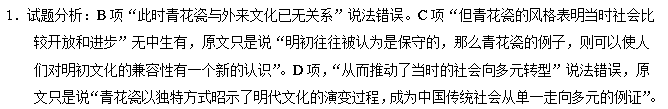 1．试题分析：B 项“此时青花瓷与外来文化已无关系”说法错误。C 项“但青花瓷的风格表明当时社会比
较开放和进步”无中生有，原文只是说“明初往往被认为是保守的，那么青花瓷的例子，则可以使人
们对明初文化的兼容性有一个新的认识”。D 项，“从而推动了当时的社会向多元转型”说法错误，原
文只是说“青花瓷以独特方式昭示了明代文化的演变过程，成为中国传统社会从单一走向多元的例证”。